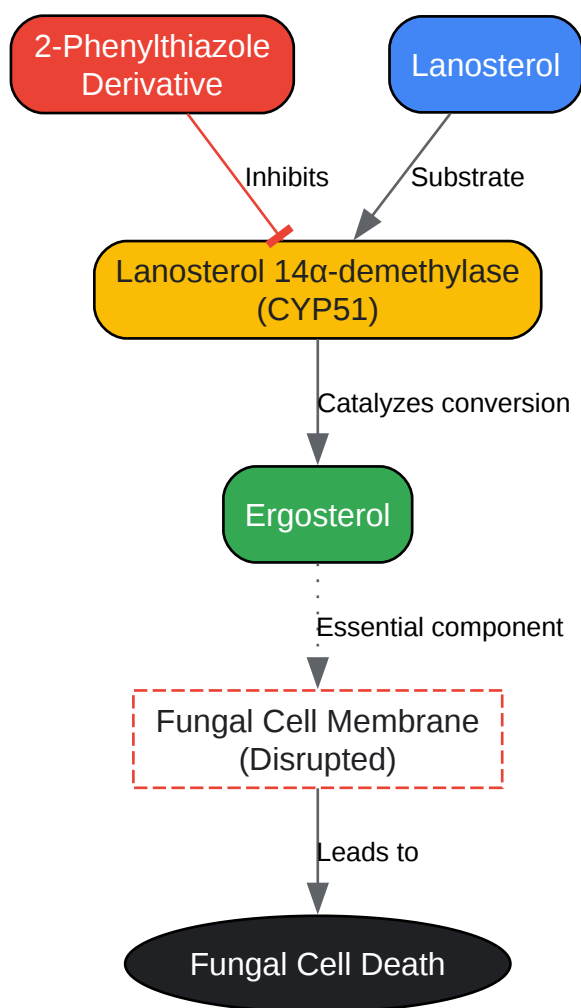 2-Phenylthiazole
Derivative
Lanosterol
Inhibits
Substrate
Lanosterol 14α-demethylase
(CYP51)
Catalyzes conversion
Ergosterol
Essential component
Fungal Cell Membrane
(Disrupted)
Leads to
Fungal Cell Death